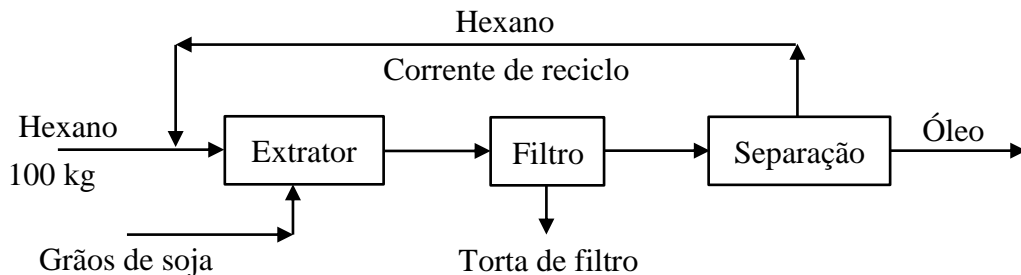 Hexano
Corrente de reciclo
Hexano
100 kg
Extrator
Filtro
Separação
Óleo
Grãos de soja
Torta de filtro